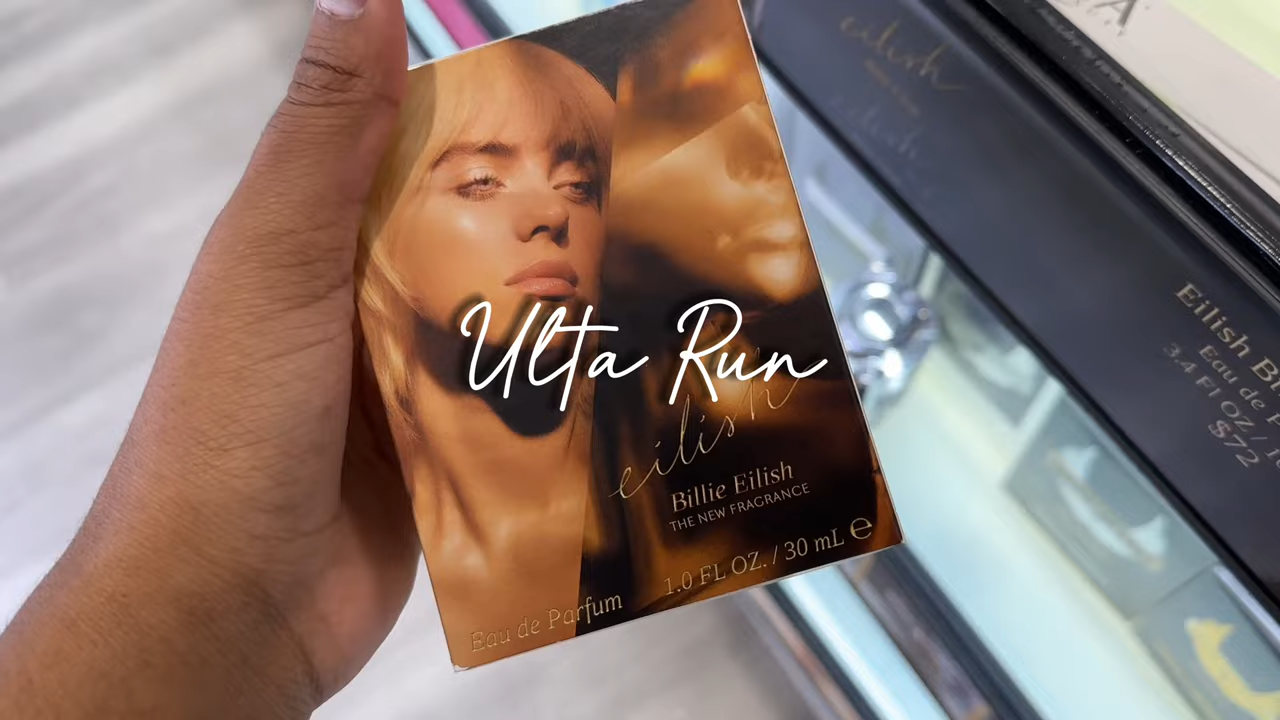 Ulta Run
eilish
Billie Eilish
THE NEW FRAGRANCE
1.0 FL OZ. / 30 mL e
Eau de Parfum
eilish
Eilish
Eau de
3.4 Fl OZ /
$72